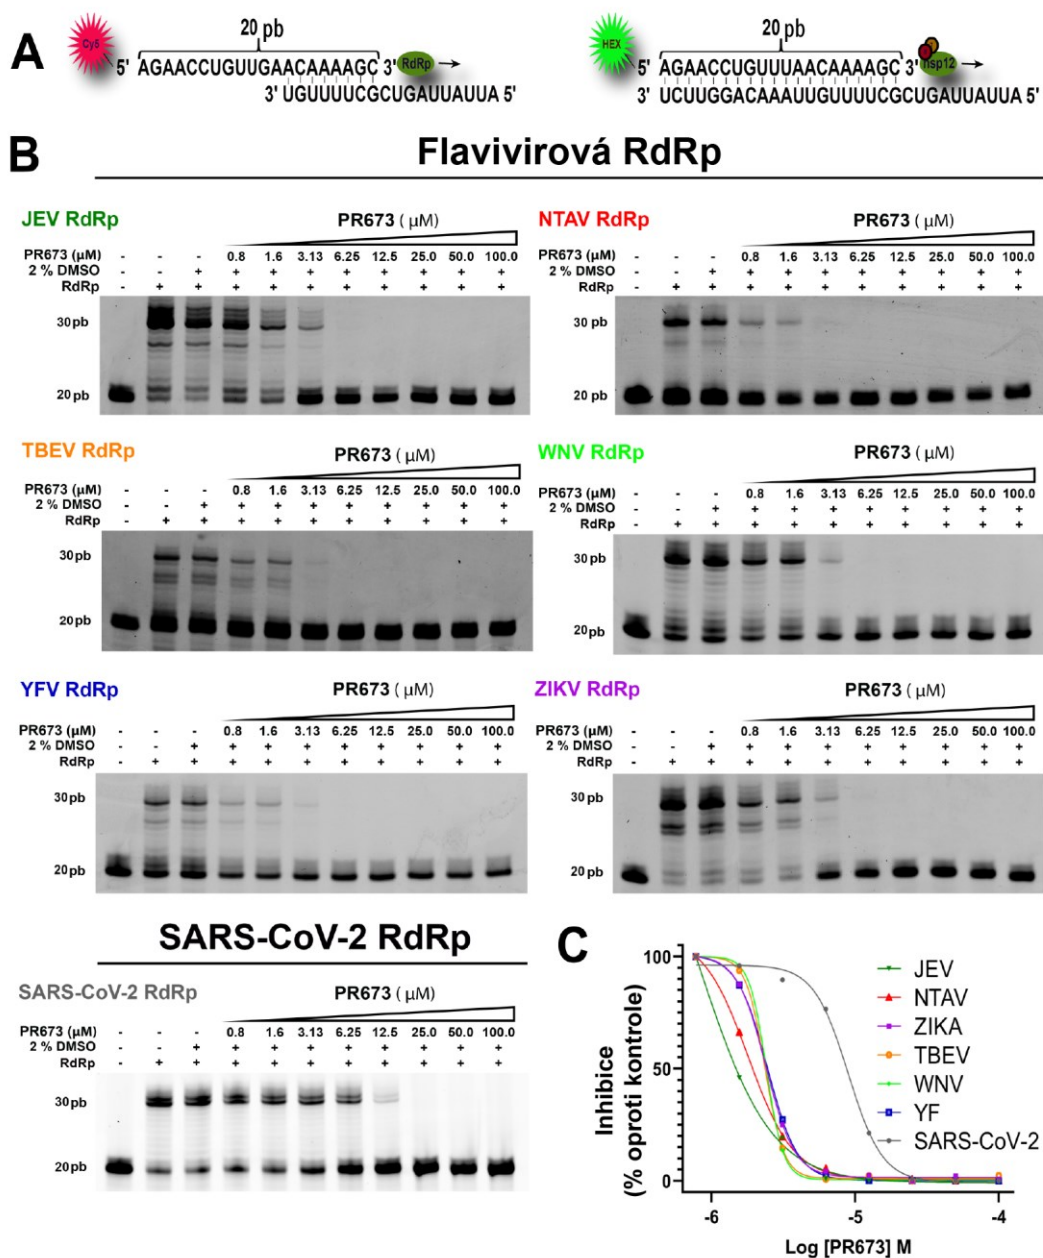 A
20 pb
Cy5
5' AGAACCUGUUGAACAAAAGC 3' RdRp
3' UGUUUUCGCUGAUUAUUA 5'
20 pb
HEX
5' AGAACCUGUUUAACAAAAGC 3' nsp12
3' UCUUGGACAAAUUGUUUUCGCUGAUUAUUA 5'
B
Flavivirová RdRp
JEV RdRp
PR673 ( µM)
PR673 (µM) - - - 0.8 1.6 3.13 6.25 12.5 25.0 50.0 100.0
2 % DMSO - - + + + + + + + + +
RdRp - + + + + + + + + + +
30 pb
20 pb
NTAV RdRp
PR673 ( µM)
PR673 (µM) - - - 0.8 1.6 3.13 6.25 12.5 25.0 50.0 100.0
2 % DMSO - - + + + + + + + + +
RdRp - + + + + + + + + + +
30 pb
20 pb
TBEV RdRp
PR673 ( µM)
PR673 (µM) - - - 0.8 1.6 3.13 6.25 12.5 25.0 50.0 100.0
2 % DMSO - - + + + + + + + + +
RdRp - + + + + + + + + + +
30 pb
20 pb
WNV RdRp
PR673 ( µM)
PR673 (µM) - - - 0.8 1.6 3.13 6.25 12.5 25.0 50.0 100.0
2 % DMSO - - + + + + + + + + +
RdRp - + + + + + + + + + +
30 pb
20 pb
YFV RdRp
PR673 ( µM)
PR673 (µM) - - - 0.8 1.6 3.13 6.25 12.5 25.0 50.0 100.0
2 % DMSO - - + + + + + + + + +
RdRp - + + + + + + + + + +
30 pb
20 pb
ZIKV RdRp
PR673 ( µM)
PR673 (µM) - - - 0.8 1.6 3.13 6.25 12.5 25.0 50.0 100.0
2 % DMSO - - + + + + + + + + +
RdRp - + + + + + + + + + +
30 pb
20 pb
SARS-CoV-2 RdRp
SARS-CoV-2 RdRp
PR673 ( µM)
PR673 (µM) - - - 0.8 1.6 3.13 6.25 12.5 25.0 50.0 100.0
2 % DMSO - - + + + + + + + + +
RdRp - + + + + + + + + + +
30 pb
20 pb
C
Inhibice
(% oproti kontrole)
100
50
0
-6 -5 -4
Log [PR673] M
JEV
NTAV
ZIKA
TBEV
WNV
YF
SARS-CoV-2